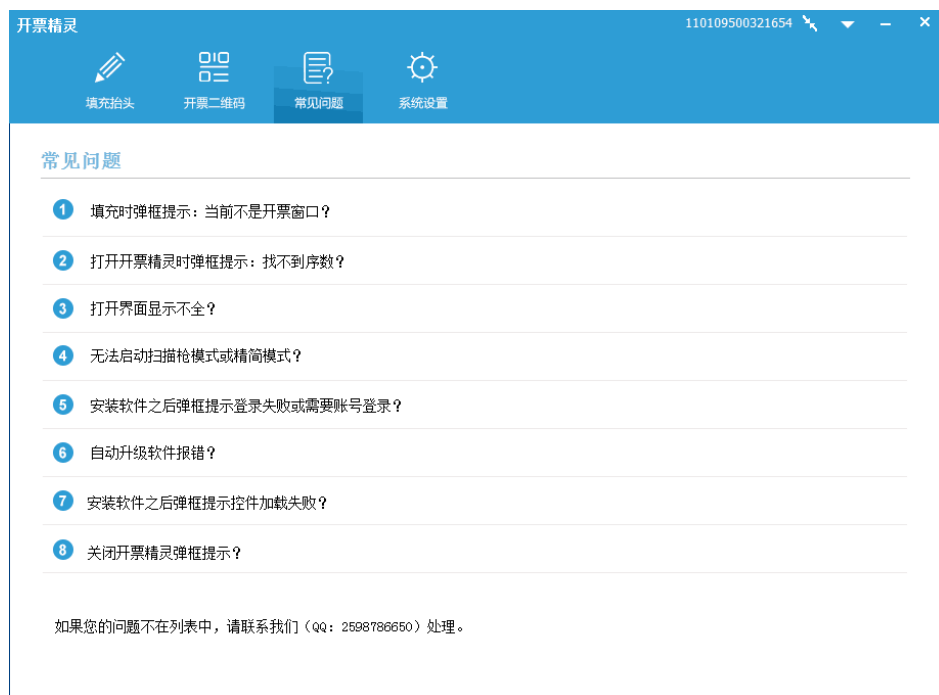 开票精灵
110109500321654
填充抬头 开票二维码 常见问题 系统设置
常见问题
1 填充时弹框提示：当前不是开票窗口？
2 打开开票精灵时弹框提示：找不到序数？
3 打开界面显示不全？
4 无法启动扫描枪模式或精简模式？
5 安装软件之后弹框提示登录失败或需要账号登录？
6 自动升级软件报错？
7 安装软件之后弹框提示控件加载失败？
8 关闭开票精灵弹框提示？
如果您的问题不在列表中，请联系我们（QQ：2598786650）处理。